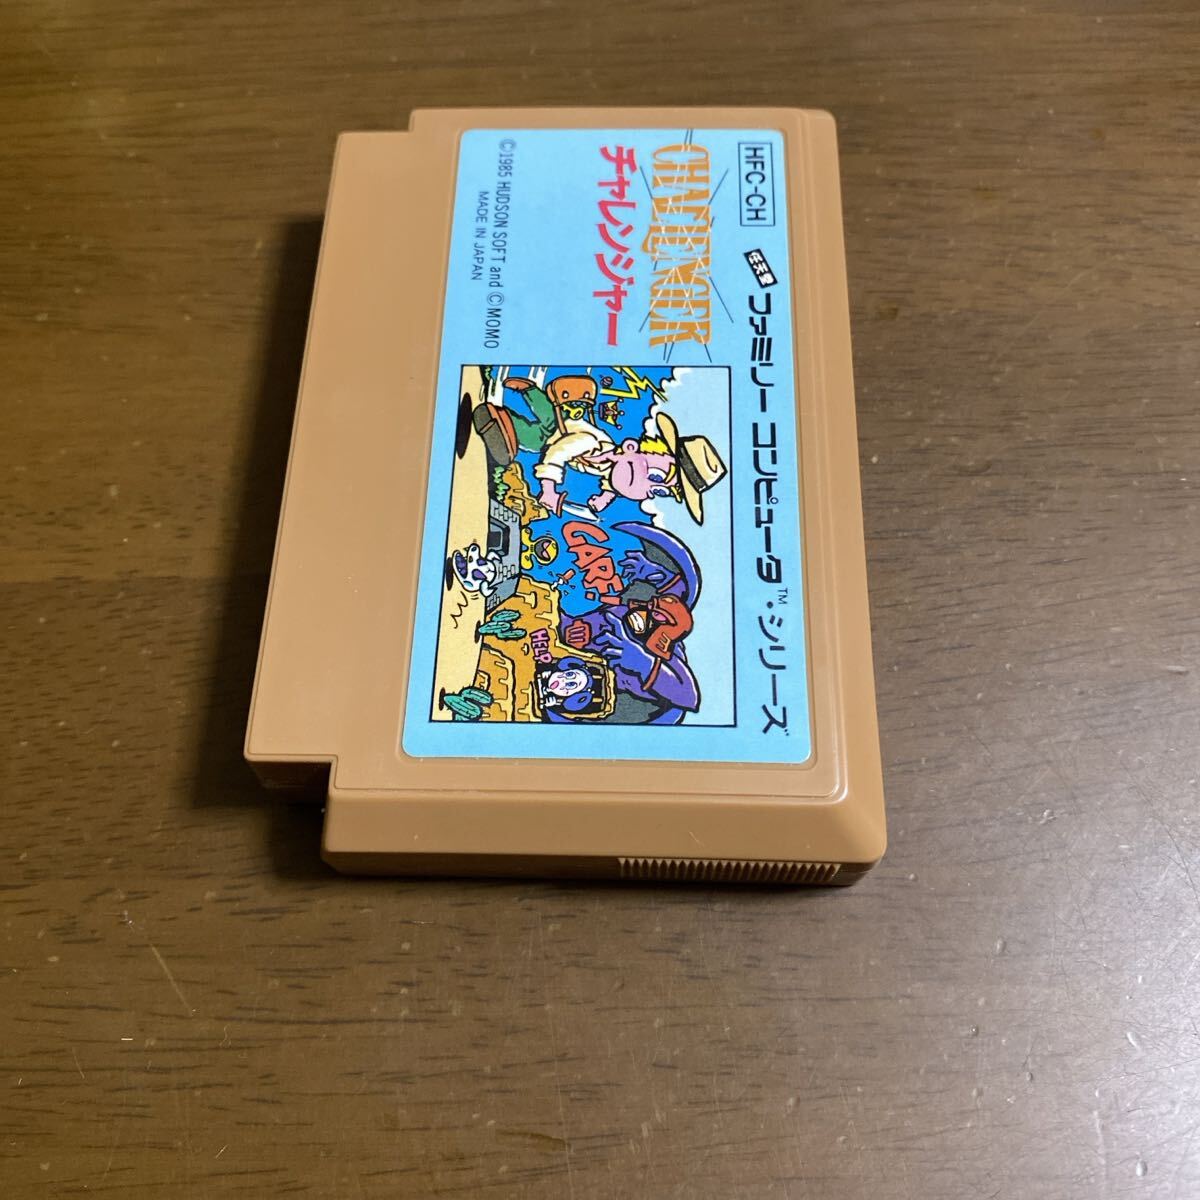 HFC-CH
任天堂 ファミリー コンピュータ™・シリーズ
CHALLENGER
チャレンジャー
©1985 HUDSON SOFT and ©MOMO
MADE IN JAPAN
GARF!
HELP